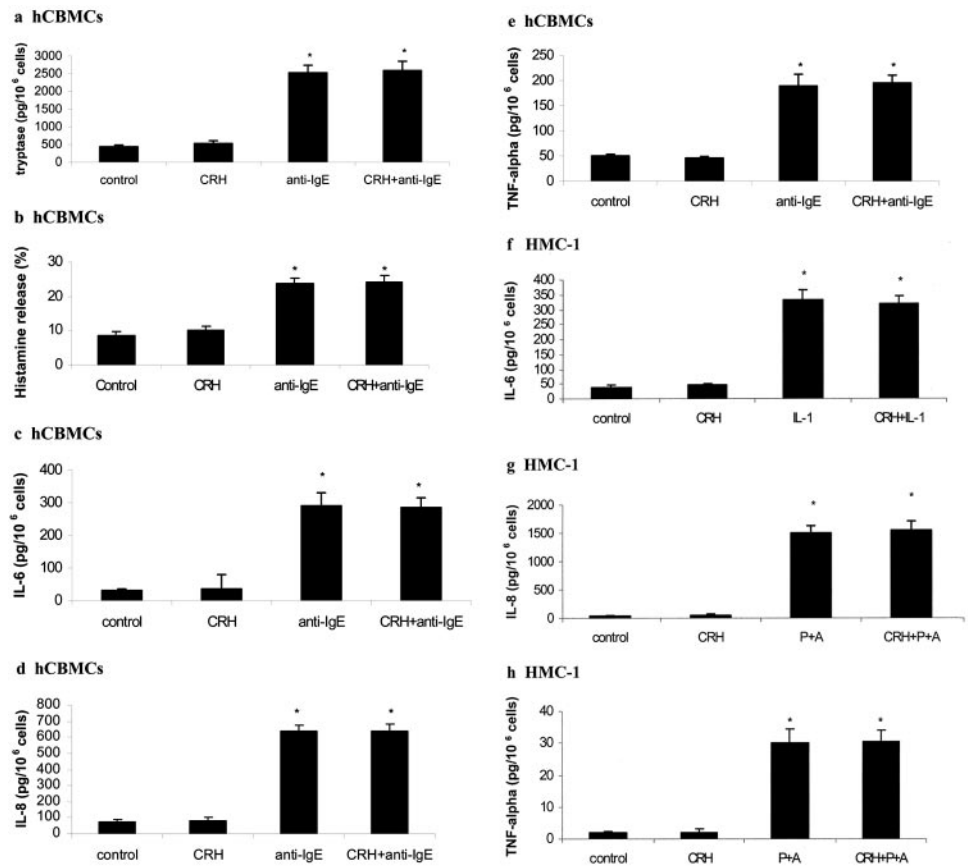 a hCBMCs
tryptase (pg/10 6 cells)
3000
2500
2000
1500
1000
500
0
control CRH anti-IgE CRH+anti-IgE
* *
b hCBMCs
Histamine release (%)
30
20
10
0
Control CRH anti-IgE CRH+anti-IgE
* *
c hCBMCs
IL-6 (pg/10 6 cells)
400
300
200
100
0
control CRH anti-IgE CRH+anti-IgE
* *
d hCBMCs
IL-8 (pg/10 6 cells)
800
700
600
500
400
300
200
100
0
control CRH anti-IgE CRH+anti-IgE
* *
e hCBMCs
TNF-alpha (pg/10 6 cells)
250
200
150
100
50
0
control CRH anti-IgE CRH+anti-IgE
* *
f HMC-1
IL-6 (pg/10 6 cells)
400
350
300
250
200
150
100
50
0
control CRH IL-1 CRH+IL-1
* *
g HMC-1
IL-8 (pg/10 6 cells)
2000
1500
1000
500
0
control CRH P+A CRH+P+A
* *
h HMC-1
TNF-alpha (pg/10 6 cells)
40
30
20
10
0
control CRH P+A CRH+P+A
* *